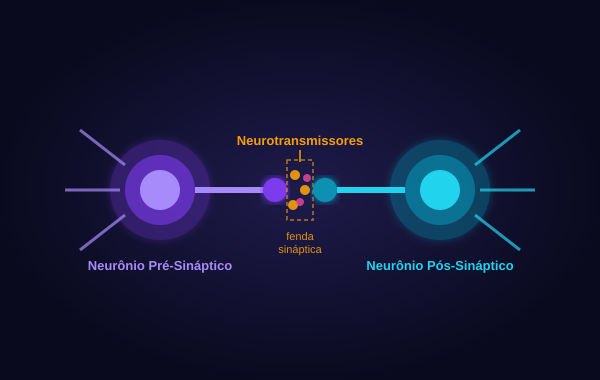 Neurotransmissores
fenda
sináptica
Neurônio Pré-Sináptico
Neurônio Pós-Sináptico